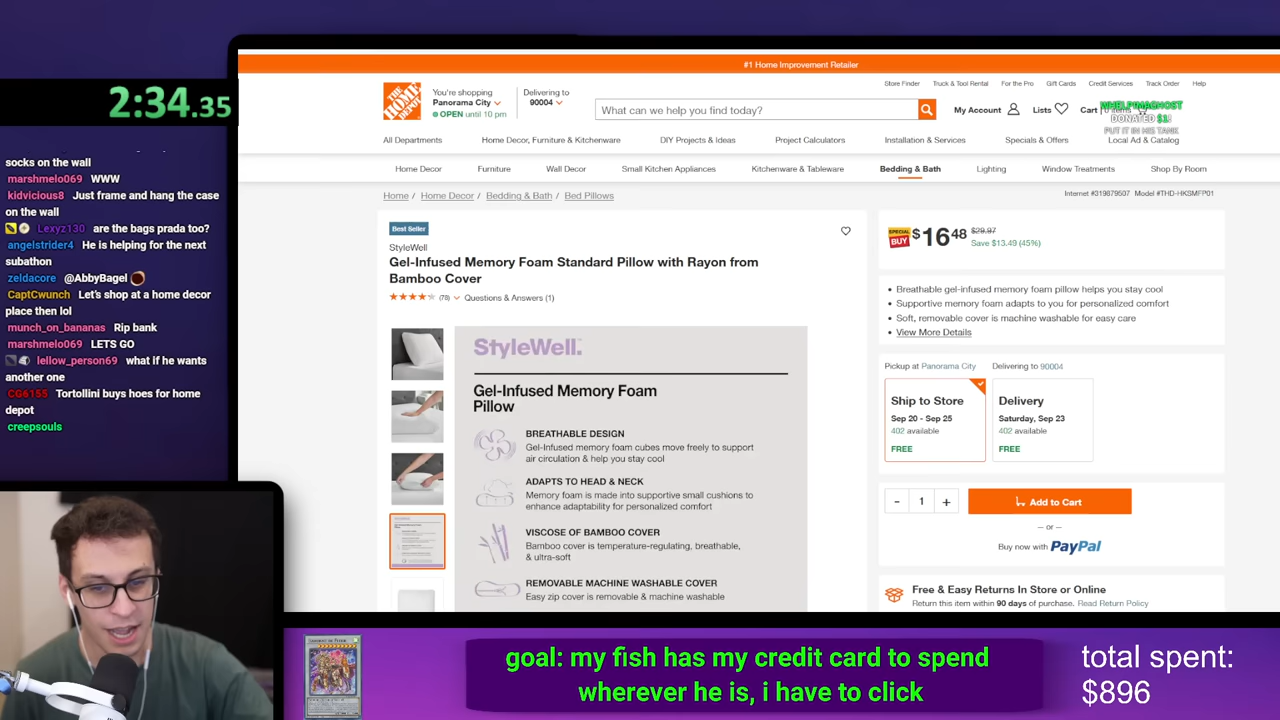 #1 Home Improvement Retailer
Store Finder
Truck & Tool Rental
For the Pro
Gift Cards
Credit Services
Track Order
Help
THE HOME DEPOT
You're shopping
Panorama City
OPEN until 10 pm
Delivering to
90004
What can we help you find today?
My Account
Lists
Cart |
WHELPIMAGHOST
DONATED $1!
PUT IT IN HIS TANK
All Departments
Home Decor, Furniture & Kitchenware
DIY Projects & Ideas
Project Calculators
Installation & Services
Specials & Offers
Local Ad & Catalog
Home Decor
Furniture
Wall Decor
Small Kitchen Appliances
Kitchenware & Tableware
Bedding & Bath
Lighting
Window Treatments
Shop By Room
Home / Home Decor / Bedding & Bath / Bed Pillows
Internet #319879507 Model #THD-HKSMFP01
2:34.35
socks on the wall
marshmelo069 WWW
kidvicious8 Just frame and hang the case
on the wall
Lexyz130 are the bags prada too?
angelstrider4 He is helping for the next
subathon
zeldacore @AbbyBagel
CaptCwunch Let's shop at a home decor
place then lol
munch_on_bananas Rip bank
marshmelo069 LETS GO
lellow_person69 what if he wants
another one
CG6155 Tortollini buys hoes for home
depot
creepsouls
Best Seller
StyleWell
Gel-Infused Memory Foam Standard Pillow with Rayon from
Bamboo Cover
(79) Questions & Answers (1)
StyleWell.
Gel-Infused Memory Foam
Pillow
BREATHABLE DESIGN
Gel-Infused memory foam cubes move freely to support
air circulation & help you stay cool
ADAPTS TO HEAD & NECK
Memory foam is made into supportive small cushions to
enhance adaptability for personalized comfort
VISCOSE OF BAMBOO COVER
Bamboo cover is temperature-regulating, breathable,
& ultra-soft
REMOVABLE MACHINE WASHABLE COVER
Easy zip cover is removable & machine washable
SPECIAL BUY
$16 48
$29.97
Save $13.49 (45%)
Breathable gel-infused memory foam pillow helps you stay cool
Supportive memory foam adapts to you for personalized comfort
Soft, removable cover is machine washable for easy care
View More Details
Pickup at Panorama City
Delivering to 90004
Ship to Store
Sep 20 - Sep 25
402 available
FREE
Delivery
Saturday, Sep 23
402 available
FREE
- 1 +
Add to Cart
— or —
Buy now with PayPal
Free & Easy Returns In Store or Online
Return this item within 90 days of purchase. Read Return Policy
goal: my fish has my credit card to spend
wherever he is, i have to click
total spent:
$896